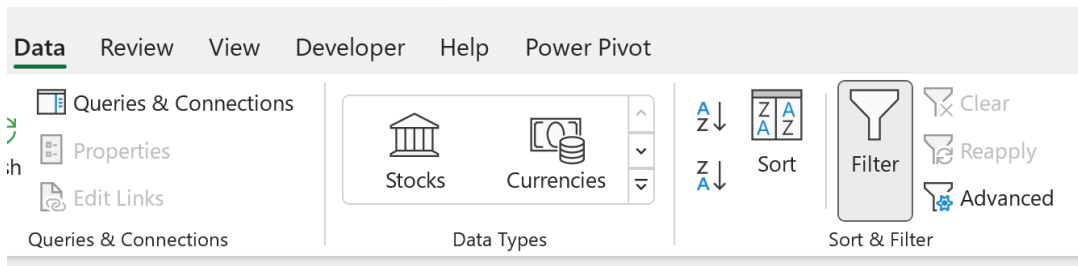 Data Review View Developer Help Power Pivot
Queries & Connections
Properties
sh
Edit Links
Queries & Connections
Stocks
Currencies
Data Types
A
Z
Z
A
Z A
A Z
Sort
Filter
Clear
Reapply
Advanced
Sort & Filter